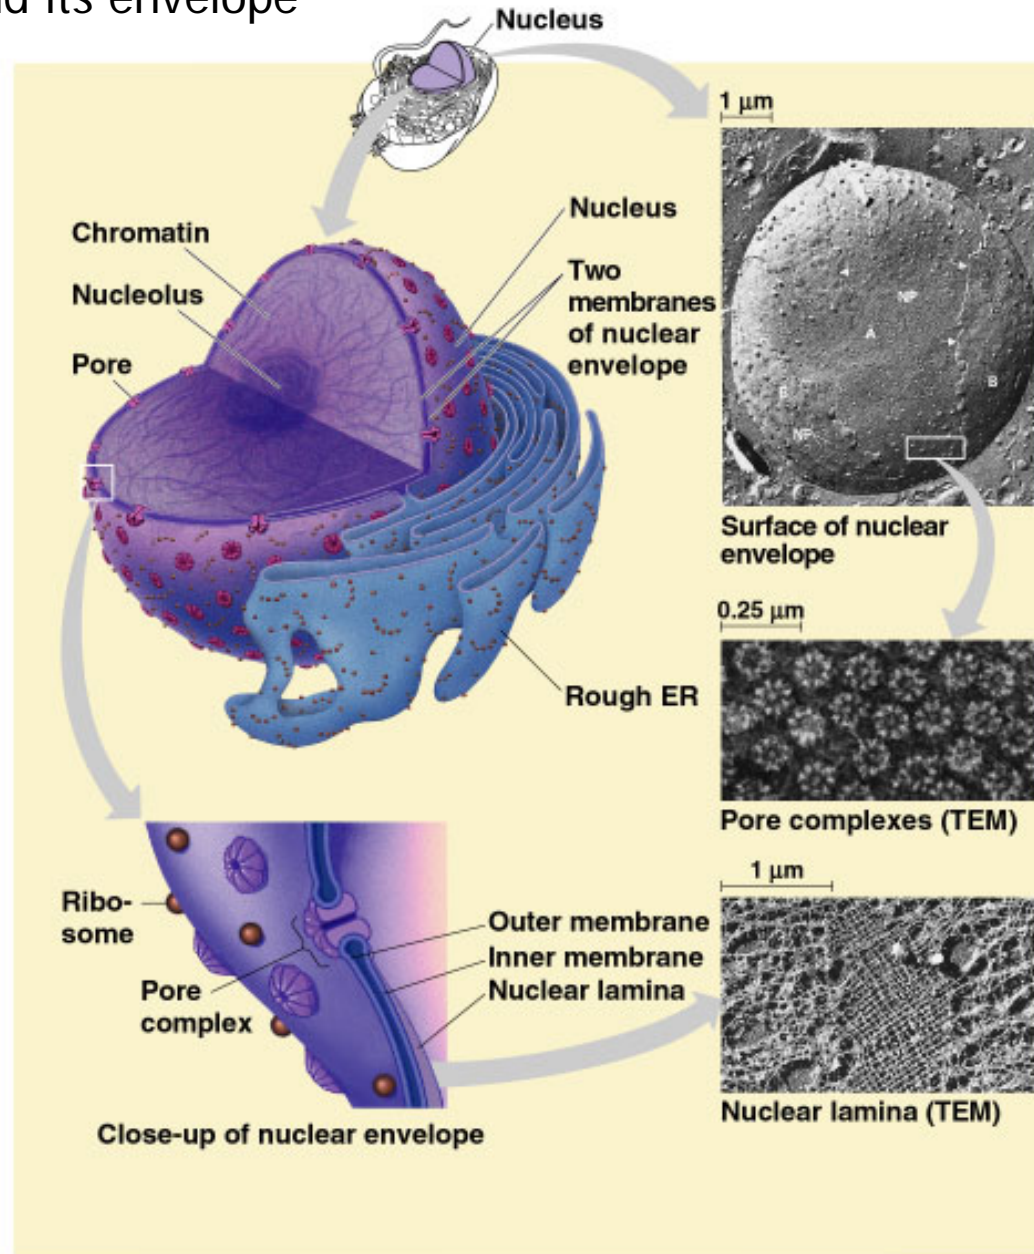 its envelope
Nucleus
1 μm
Chromatin
Nucleolus
Pore
Nucleus
Two
membranes
of nuclear
envelope
NP
A
B
E
NP
Surface of nuclear
envelope
0.25 μm
Rough ER
Pore complexes (TEM)
1 μm
Ribo-
some
Pore
complex
Outer membrane
Inner membrane
Nuclear lamina
Close-up of nuclear envelope
Nuclear lamina (TEM)